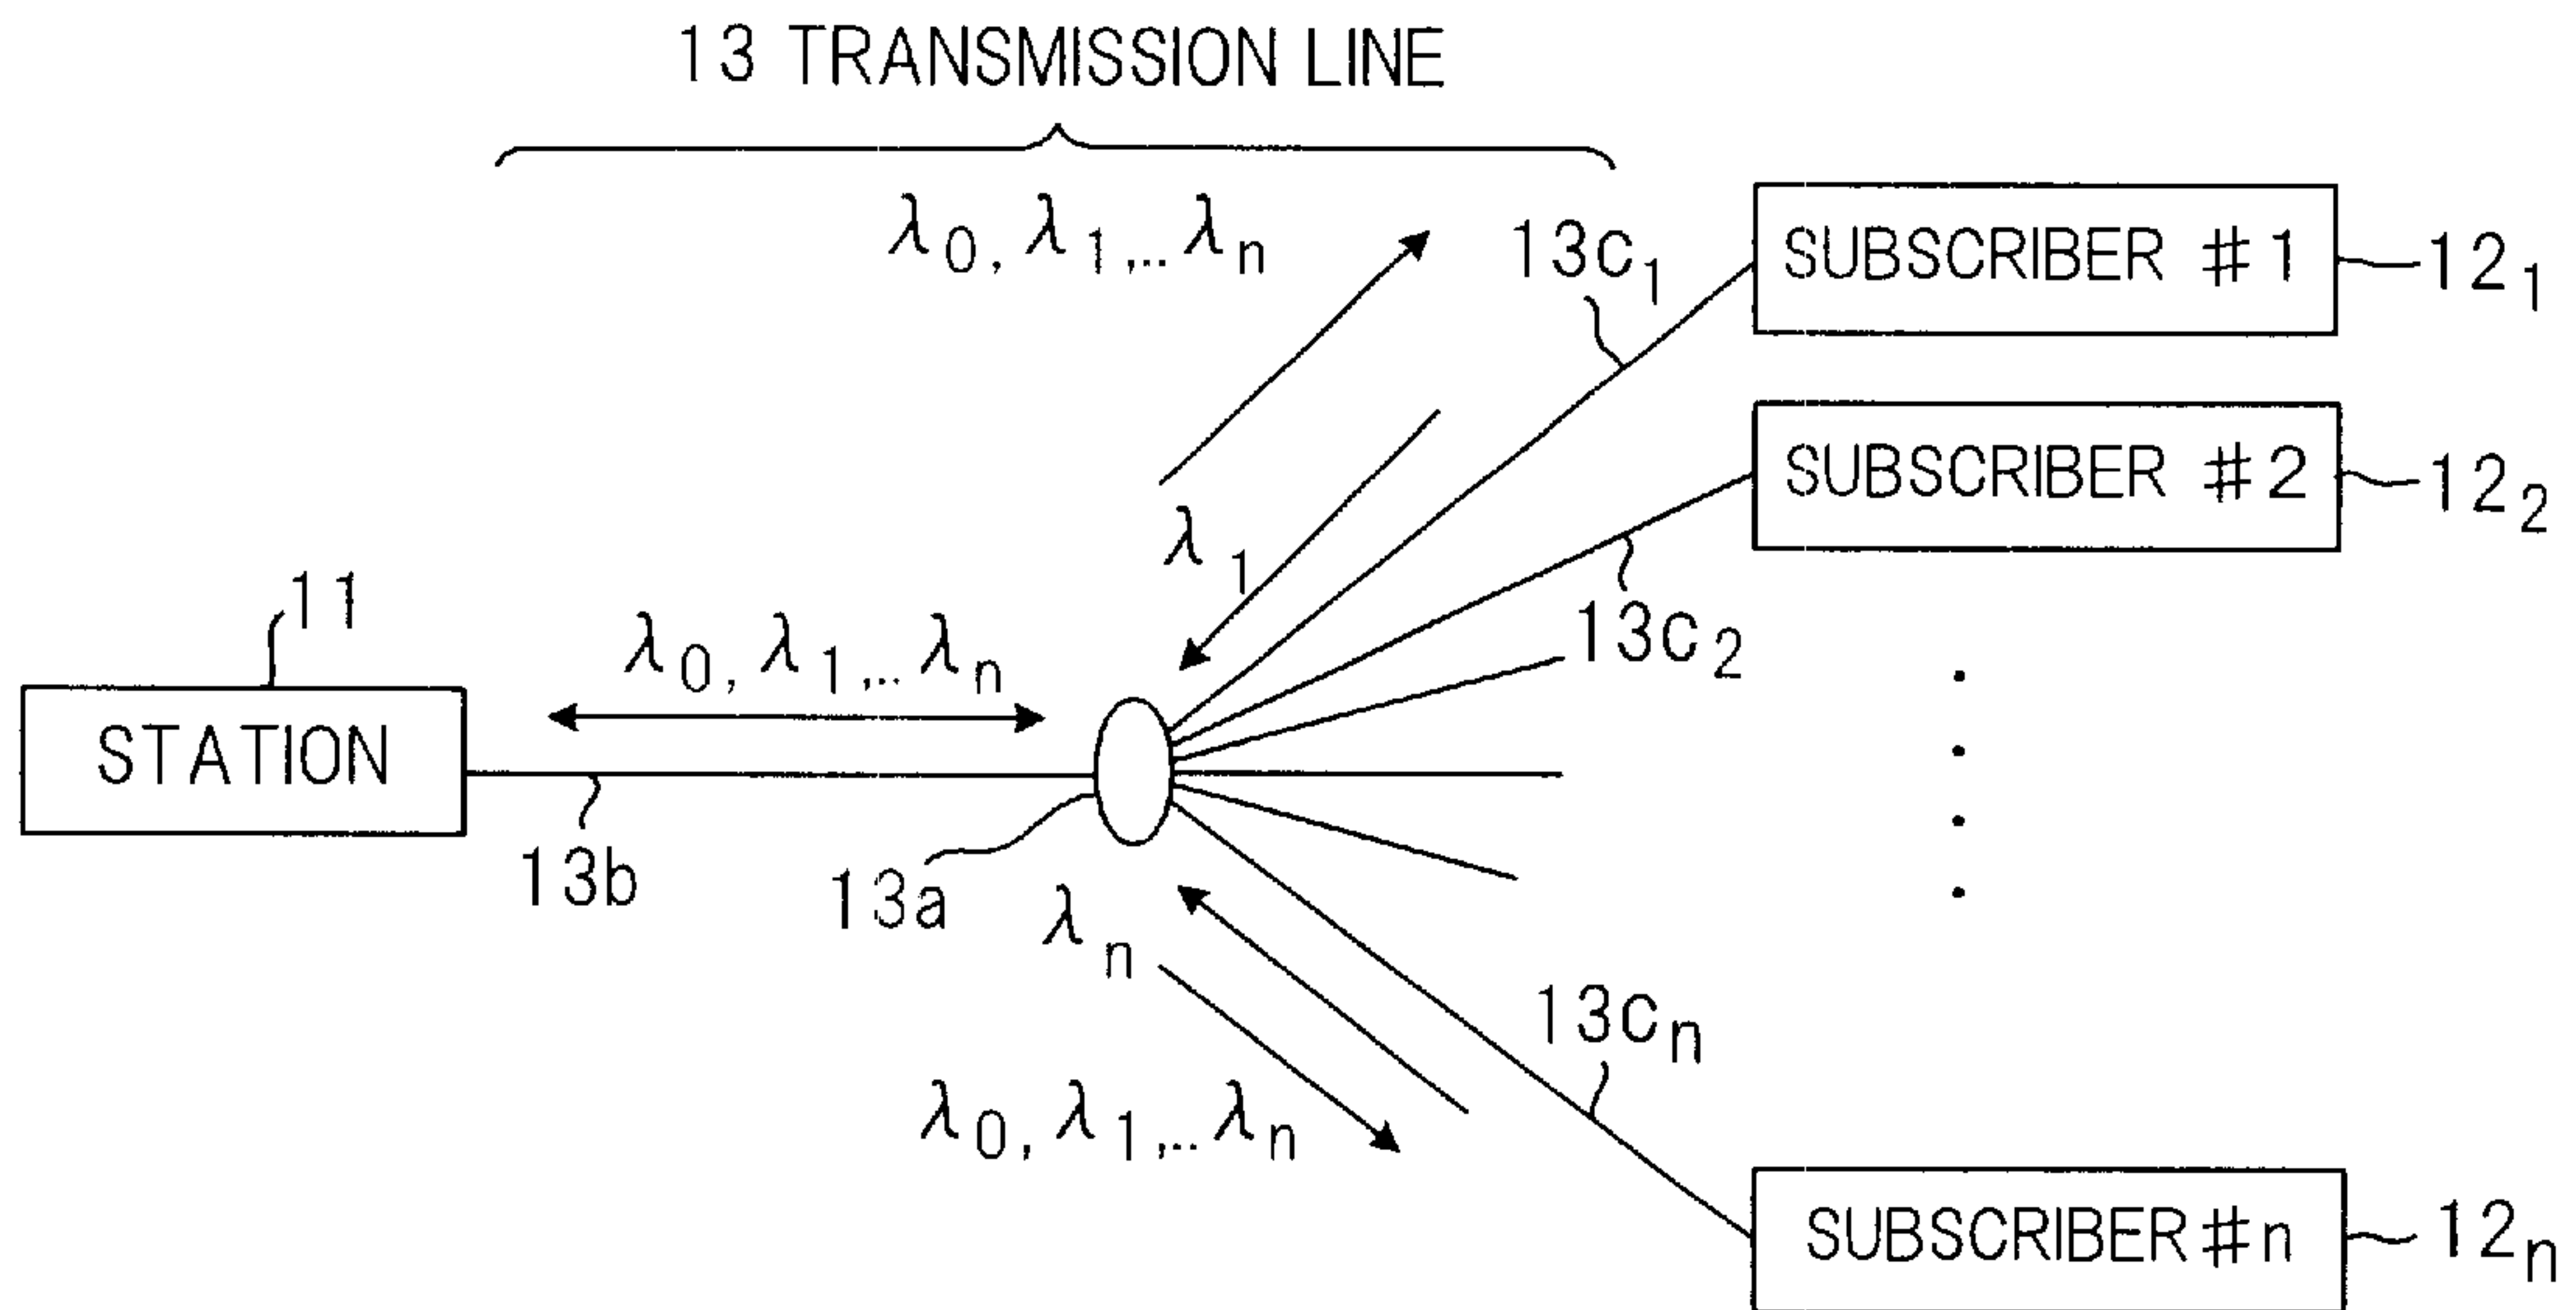 13 TRANSMISSION LINE
λ0, λ1,.. λn
13c1
SUBSCRIBER #1
121
SUBSCRIBER #2
122
λ1
13c2
11
λ0, λ1,.. λn
STATION
13b
13a
λn
13cn
λ0, λ1,.. λn
SUBSCRIBER #n
12n